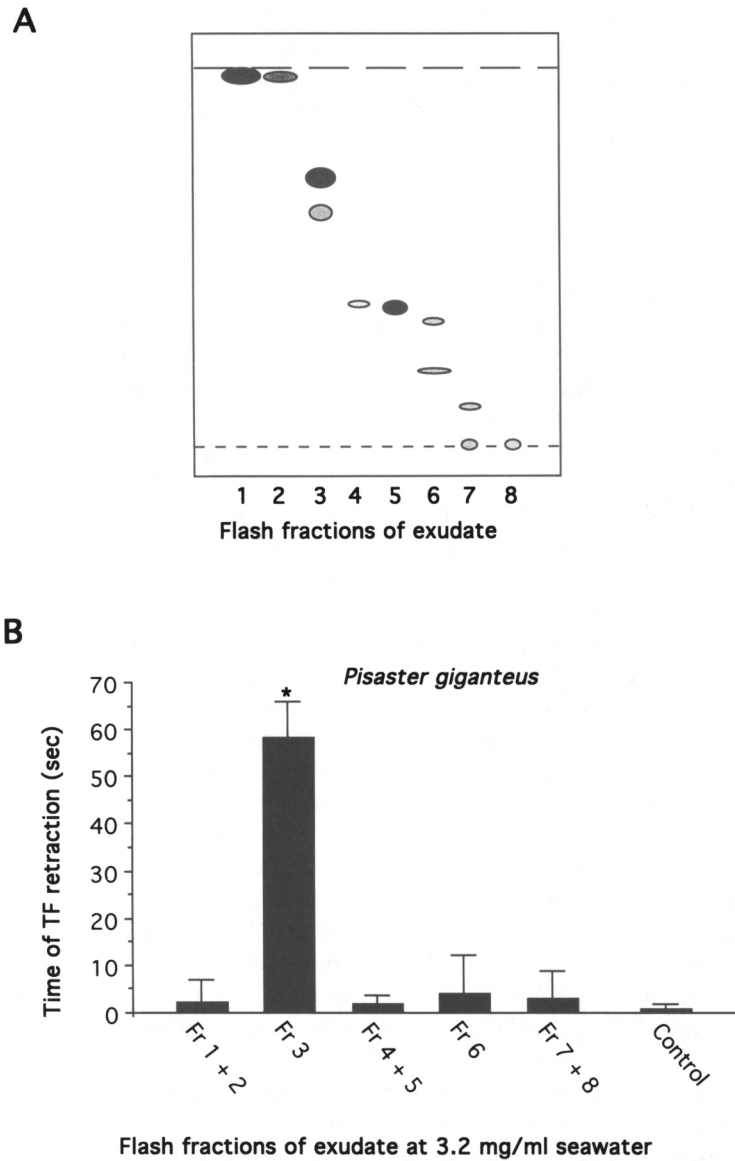 A
1 2 3 4 5 6 7 8
Flash fractions of exudate
B
Pisaster giganteus
*
Time of TF retraction (sec)
70
60
50
40
30
20
10
0
Fr 1 + 2
Fr 3
Fr 4 + 5
Fr 6
Fr 7 + 8
Control
Flash fractions of exudate at 3.2 mg/ml seawater